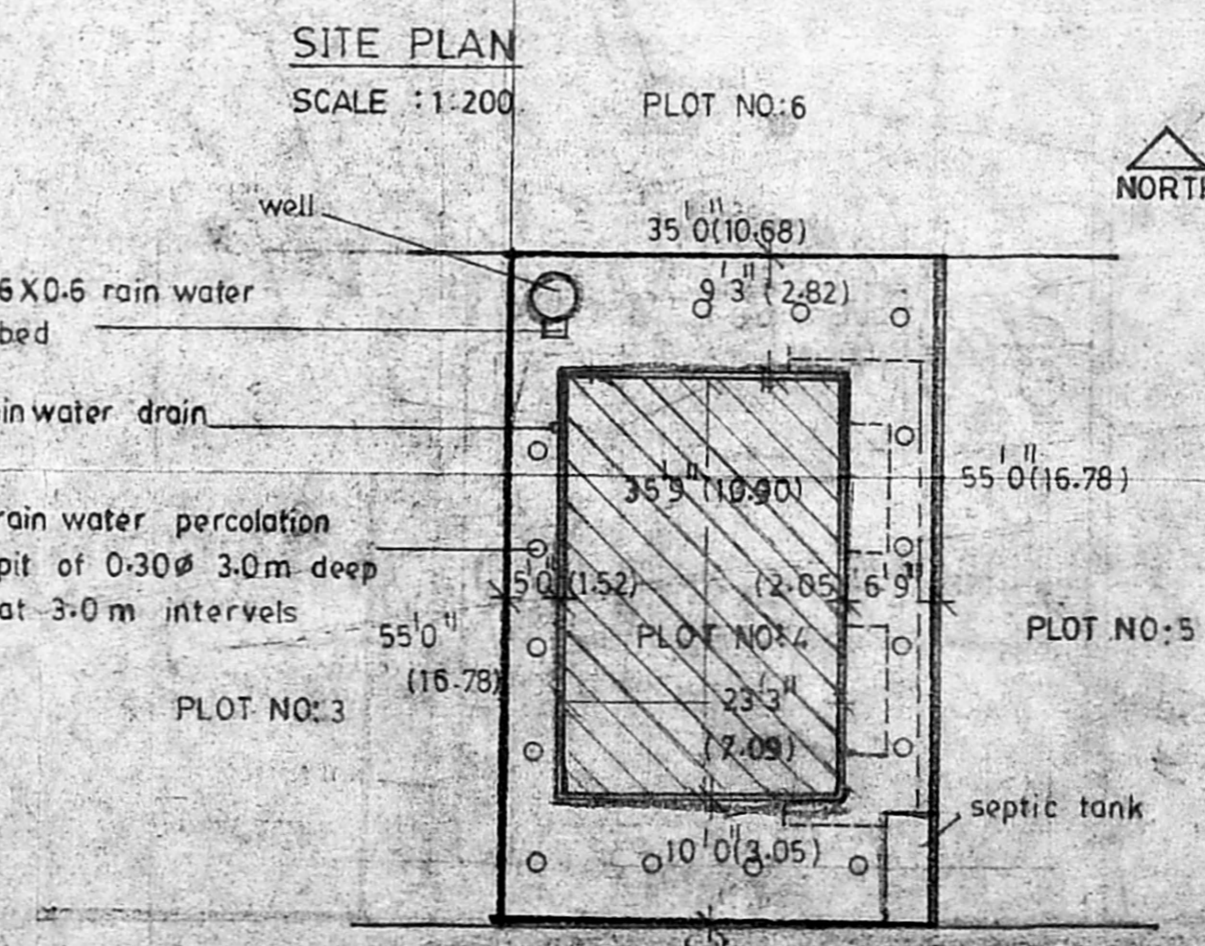 SITE PLAN
SCALE :1:200
PLOT NO:6
NORTH
well
35'0"(10.68)
9'3"(2.82)
6X0.6 rain water
bed
in water drain
55'0"(16.78)
35'9"(10.90)
rain water percolation
pit of 0.30ø 3.0m deep
at 3.0m intervels
5'0"(1.52)
(2.05) 6'9"
55'0"
(16.78)
PLOT NO:4
PLOT NO:5
PLOT NO:3
23'3"
(7.09)
septic tank
10'0"(3.05)